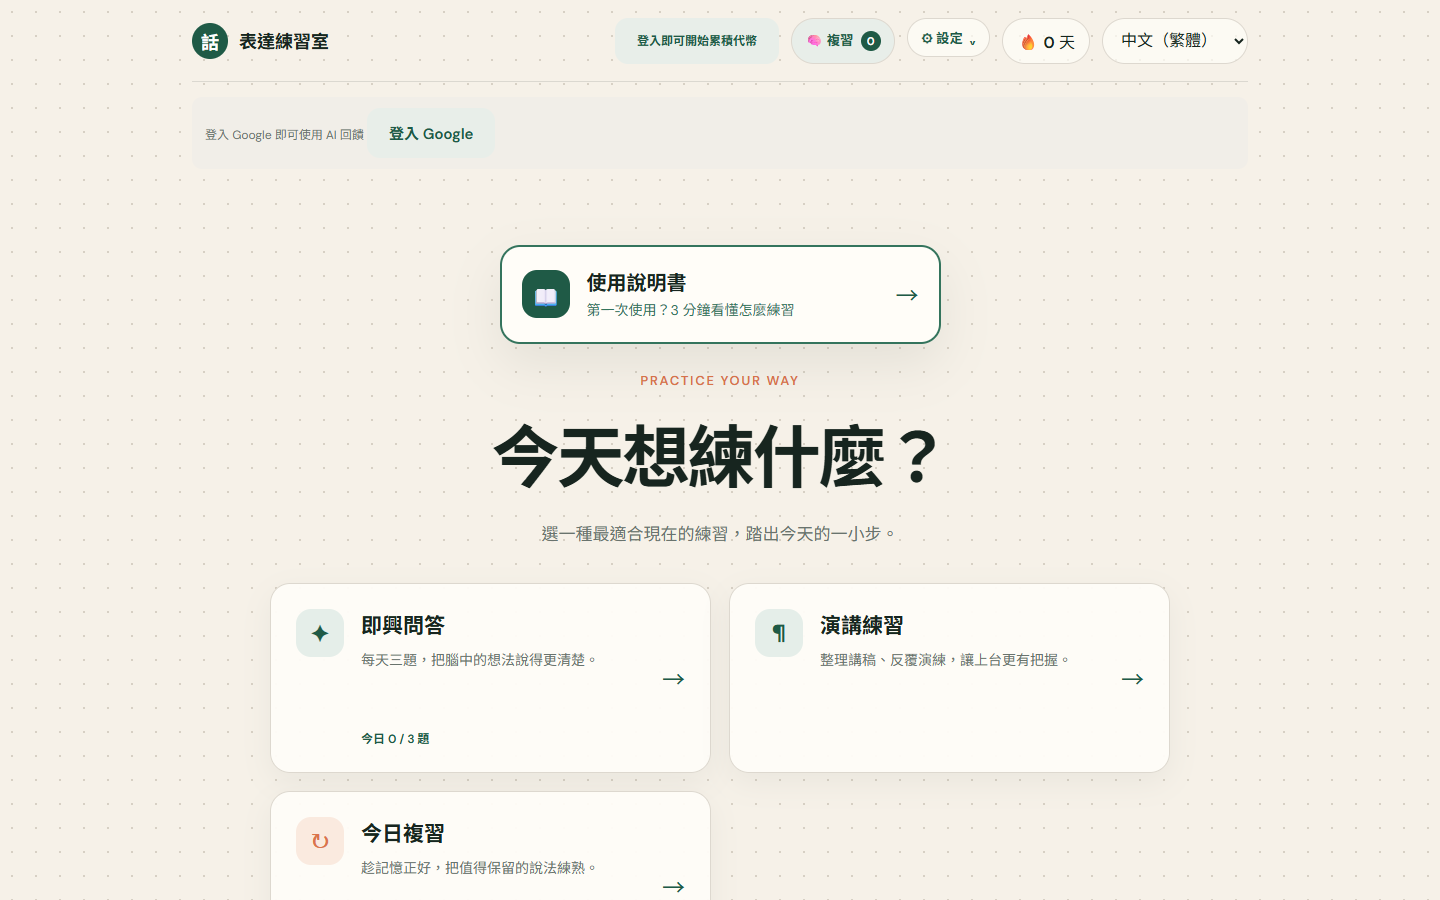 話 表達練習室
登入即可開始累積代幣
🧠 複習 0
⚙ 設定 ˬ
🔥 0 天
中文（繁體）
登入 Google 即可使用 AI 回饋
登入 Google
使用說明書
第一次使用？3 分鐘看懂怎麼練習
→
PRACTICE YOUR WAY
今天想練什麼？
選一種最適合現在的練習，踏出今天的一小步。
✦ 即興問答
每天三題，把腦中的想法說得更清楚。
→
今日 0 / 3 題
¶ 演講練習
整理講稿、反覆演練，讓上台更有把握。
→
↻ 今日複習
趁記憶正好，把值得保留的說法練熟。
→